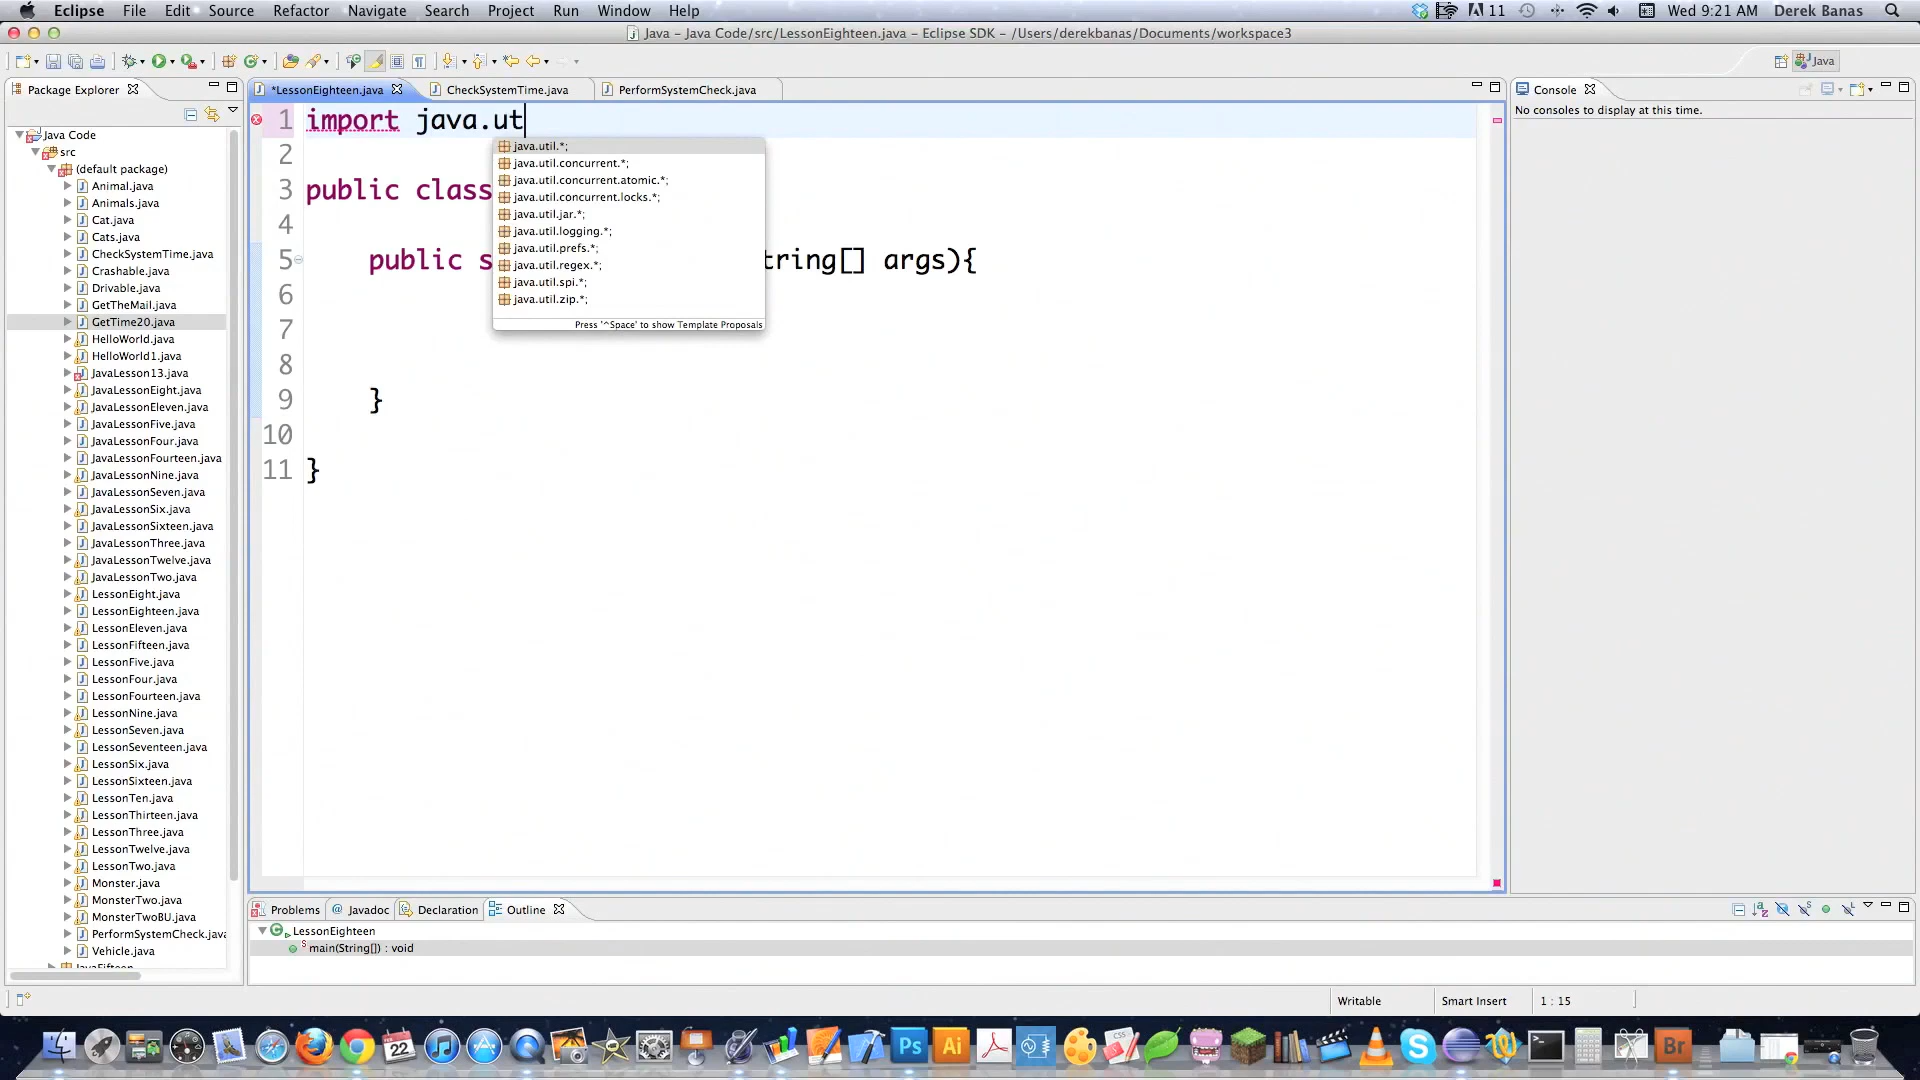 Eclipse File Edit Source Refactor Navigate Search Project Run Window Help 11 Wed 9:21 AM Derek Banas
Java – Java Code/src/LessonEighteen.java – Eclipse SDK – /Users/derekbanas/Documents/workspace3
Java
Package Explorer
*LessonEighteen.java CheckSystemTime.java PerformSystemCheck.java
Console
No consoles to display at this time.
Java Code
src
(default package)
Animal.java
Animals.java
Cat.java
Cats.java
CheckSystemTime.java
Crashable.java
Drivable.java
GetTheMail.java
GetTime20.java
HelloWorld.java
HelloWorld1.java
JavaLesson13.java
JavaLessonEight.java
JavaLessonEleven.java
JavaLessonFive.java
JavaLessonFour.java
JavaLessonFourteen.java
JavaLessonNine.java
JavaLessonSeven.java
JavaLessonSix.java
JavaLessonSixteen.java
JavaLessonThree.java
JavaLessonTwelve.java
JavaLessonTwo.java
LessonEight.java
LessonEighteen.java
LessonEleven.java
LessonFifteen.java
LessonFive.java
LessonFour.java
LessonFourteen.java
LessonNine.java
LessonSeven.java
LessonSeventeen.java
LessonSix.java
LessonSixteen.java
LessonTen.java
LessonThirteen.java
LessonThree.java
LessonTwelve.java
LessonTwo.java
Monster.java
MonsterTwo.java
MonsterTwoBU.java
PerformSystemCheck.java
Vehicle.java
JavaFifteen
1 import java.ut
2
3 public class
4
5 public s tring[] args){
6
7
8
9 }
10
11 }
java.util.*;
java.util.concurrent.*;
java.util.concurrent.atomic.*;
java.util.concurrent.locks.*;
java.util.jar.*;
java.util.logging.*;
java.util.prefs.*;
java.util.regex.*;
java.util.spi.*;
java.util.zip.*;
Press '^Space' to show Template Proposals
Problems @ Javadoc Declaration Outline
LessonEighteen
main(String[]) : void
Writable Smart Insert 1 : 15
22 Ps Ai Br